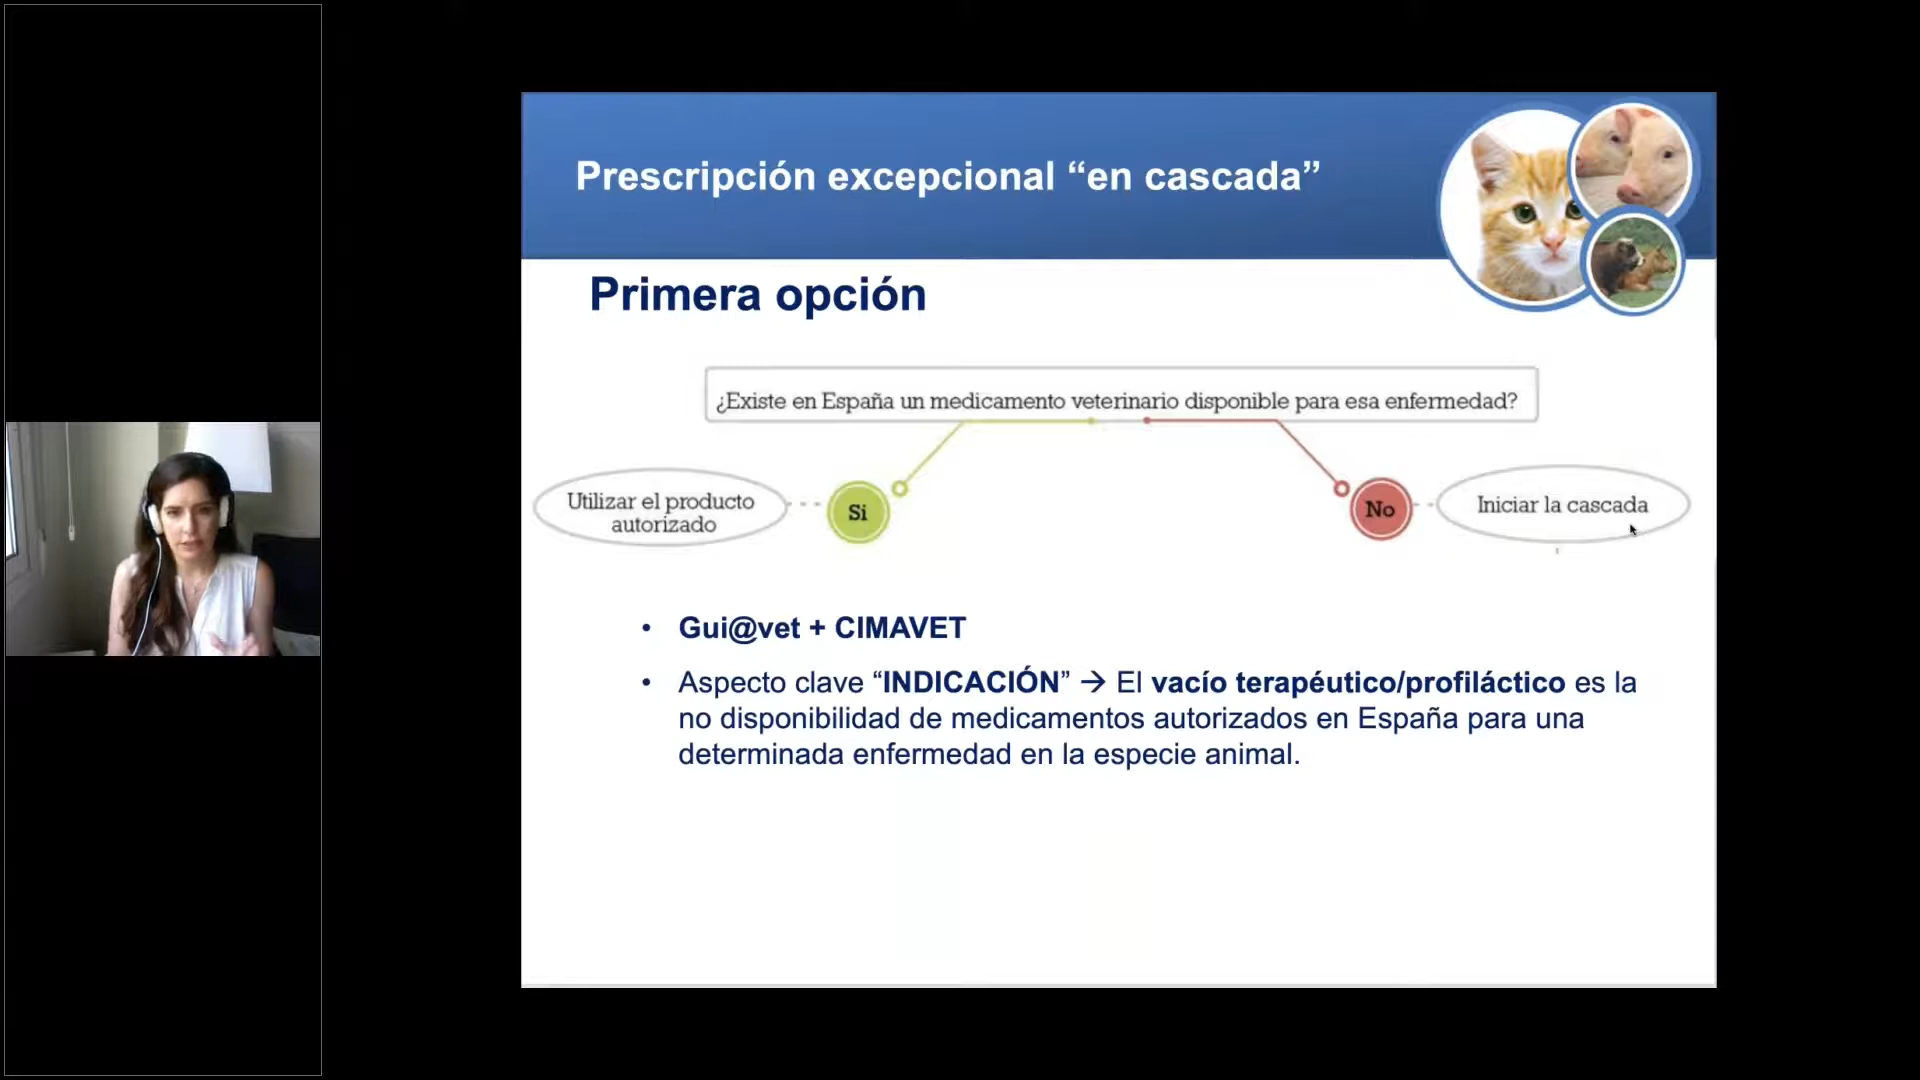 Prescripción excepcional “en cascada”
Primera opción
¿Existe en España un medicamento veterinario disponible para esa enfermedad?
Utilizar el producto
autorizado
Si
No
Iniciar la cascada
• Gui@vet + CIMAVET
• Aspecto clave “INDICACIÓN” → El vacío terapéutico/profiláctico es la
no disponibilidad de medicamentos autorizados en España para una
determinada enfermedad en la especie animal.